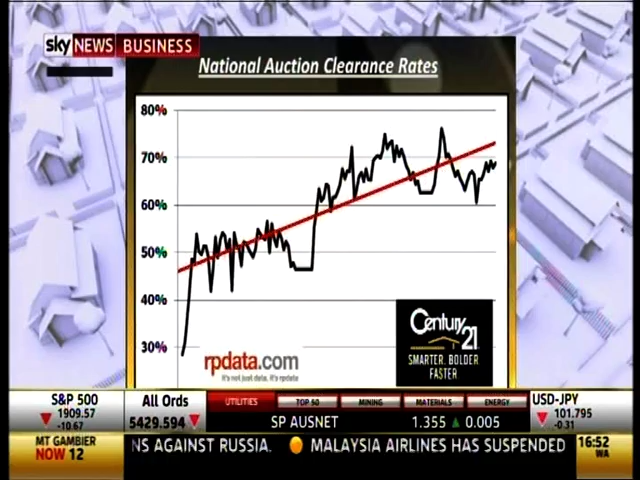 sky NEWS BUSINESS
National Auction Clearance Rates
80%
70%
60%
50%
40%
30%
rpdata.com
it's not just data, it's rpdata
Century 21
SMARTER. BOLDER
FASTER
S&P 500
1909.57
-10.67
All Ords
5429.594
UTILITIES
TOP 50
MINING
MATERIALS
ENERGY
SP AUSNET 1.355 0.005
USD-JPY
101.795
-0.31
MT GAMBIER
NOW 12
NS AGAINST RUSSIA. MALAYSIA AIRLINES HAS SUSPENDED
16:52
WA